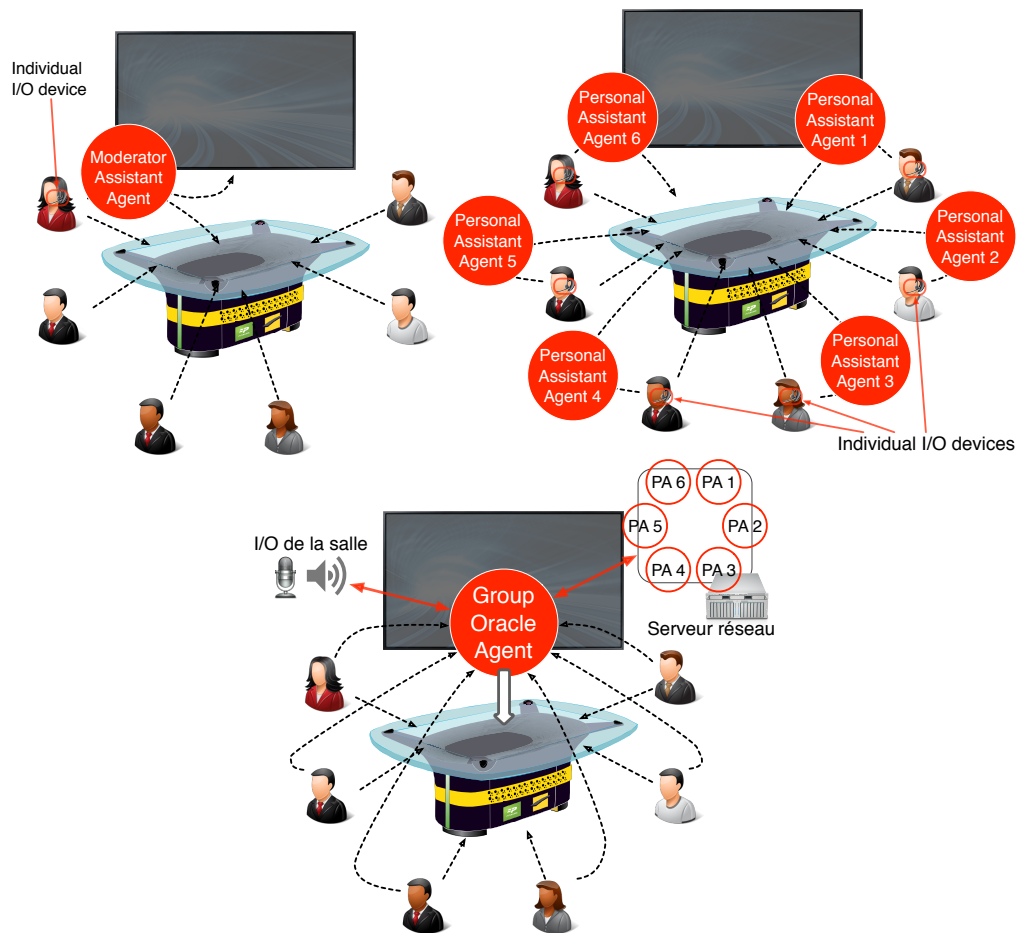 Individual
I/O device
Moderator
Assistant
Agent
Personal
Assistant
Agent 6
Personal
Assistant
Agent 1
Personal
Assistant
Agent 5
Personal
Assistant
Agent 2
Personal
Assistant
Agent 4
Personal
Assistant
Agent 3
Individual I/O devices
I/O de la salle
Group
Oracle
Agent
PA 6
PA 1
PA 5
PA 2
PA 4
PA 3
Serveur réseau